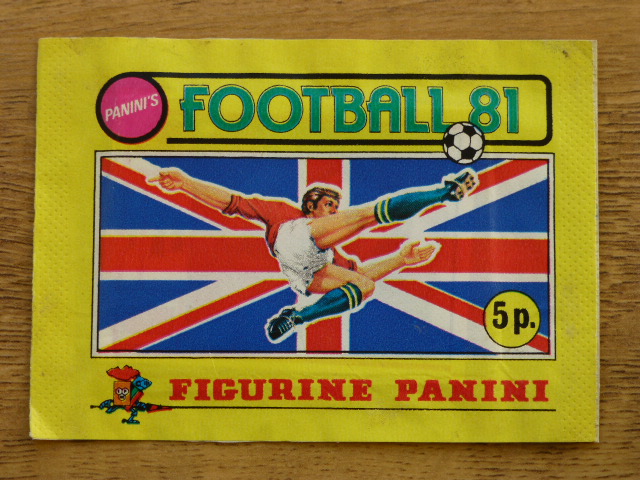 PANINI'S
FOOTBALL 81
5p.
FIGURINE PANINI